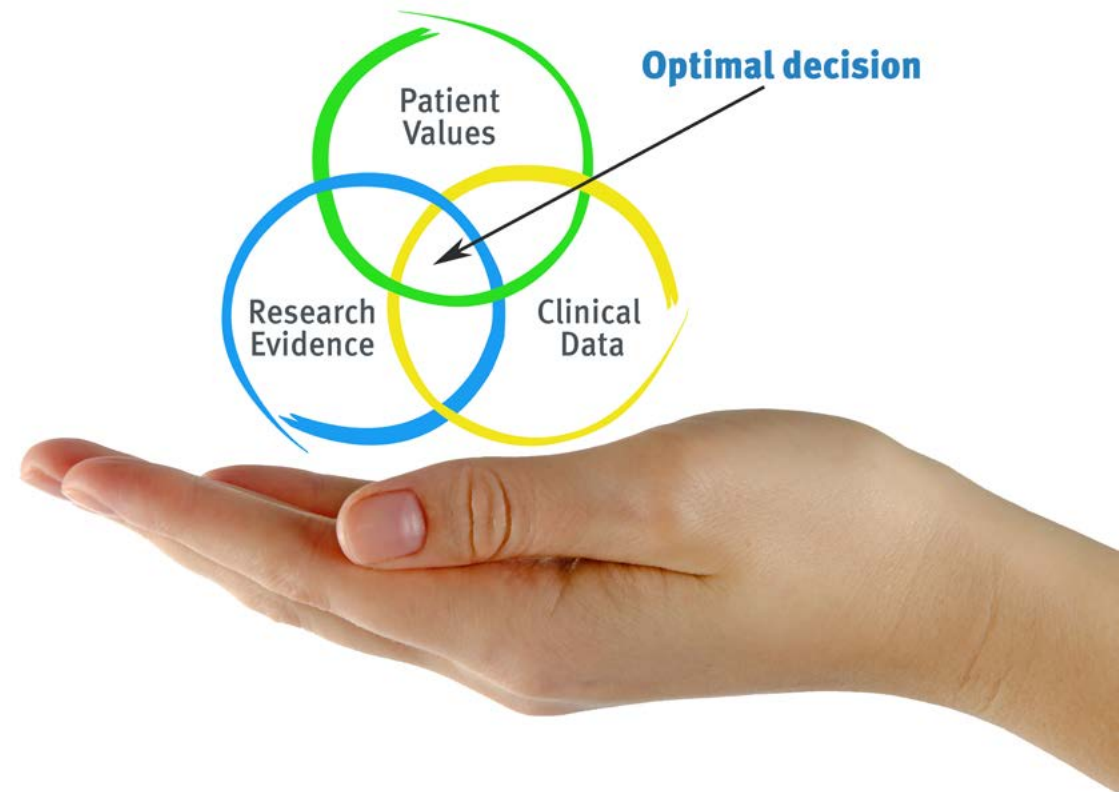 Optimal decision
Patient
Values
Research
Evidence
Clinical
Data